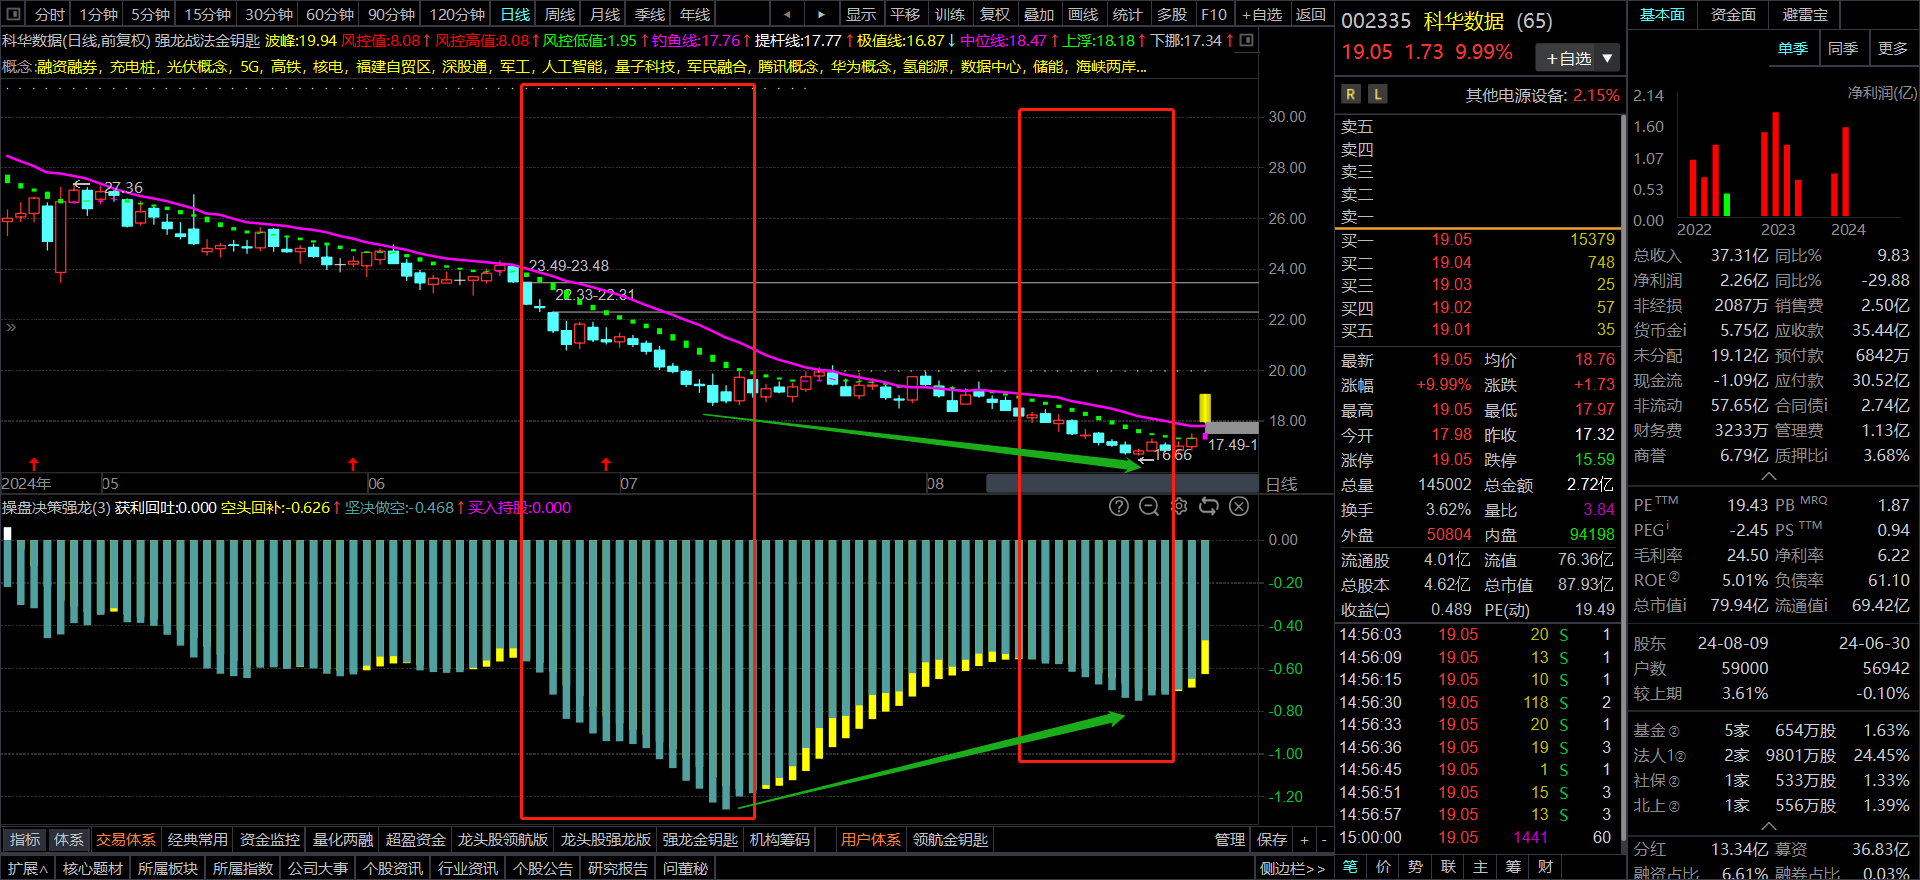 分时 1分钟 5分钟 15分钟 30分钟 60分钟 90分钟 120分钟 日线 周线 月线 季线 年线 显示 平移 训练 复权 叠加 画线 统计 多股 F10 +自选 返回
科华数据(日线,前复权) 强龙战法金钥匙 波峰:19.94 风控值:8.08↑ 风控高值:8.08↑ 风控低值:1.95↑ 钓鱼线:17.76↑ 提杆线:17.77↑ 极值线:16.87↓ 中位线:18.47↑ 上浮:18.18↑ 下挪:17.34↑
概念:融资融券, 充电桩, 光伏概念, 5G, 高铁, 核电, 福建自贸区, 深股通, 军工, 人工智能, 量子科技, 军民融合, 腾讯概念, 华为概念, 氢能源, 数据中心, 储能, 海峡两岸...
30.00
28.00
27.36
26.00
23.49-23.48
24.00
22.33-22.31
22.00
20.00
18.00
17.49-1
16.66
2024年 05 06 07 08 日线
操盘决策强龙(3) 获利回吐:0.000 空头回补:-0.626↑ 坚决做空:-0.468↑ 买入持股:0.000
0.00
-0.20
-0.40
-0.60
-0.80
-1.00
-1.20
指标 体系 交易体系 经典常用 资金监控 量化两融 超盈资金 龙头股领航版 龙头股强龙版 强龙金钥匙 机构筹码 用户体系 领航金钥匙 管理 保存 + -
扩展∧ 核心题材 所属板块 所属指数 公司大事 个股资讯 行业资讯 个股公告 研究报告 问董秘 侧边栏>>
002335 科华数据 (65)
19.05 1.73 9.99% +自选 ▼
R L 其他电源设备: 2.15%
卖五
卖四
卖三
卖二
卖一
买一 19.05 15379
买二 19.04 748
买三 19.03 25
买四 19.02 57
买五 19.01 35
最新 19.05 均价 18.76
涨幅 +9.99% 涨跌 +1.73
最高 19.05 最低 17.97
今开 17.98 昨收 17.32
涨停 19.05 跌停 15.59
总量 145002 总金额 2.72亿
换手 3.62% 量比 3.84
外盘 50804 内盘 94198
流通股 4.01亿 流值 76.36亿
总股本 4.62亿 总市值 87.93亿
收益㈡ 0.489 PE(动) 19.49
14:56:03 19.05 20 S 1
14:56:09 19.05 13 S 1
14:56:15 19.05 10 S 1
14:56:30 19.05 118 S 2
14:56:33 19.05 20 S 1
14:56:36 19.05 19 S 3
14:56:45 19.05 1 S 1
14:56:51 19.05 15 S 3
14:56:57 19.05 13 S 3
15:00:00 19.05 1441 60
笔 价 势 联 主 筹 财
基本面 资金面 避雷宝
单季 同季 更多
净利润(亿)
2.14
1.60
1.07
0.53
0.00
2022 2023 2024
总收入 37.31亿 同比% 9.83
净利润 2.26亿 同比% -29.88
非经损 2087万 销售费 2.50亿
货币金i 5.75亿 应收款 35.44亿
未分配 19.12亿 预付款 6842万
现金流 -1.09亿 应付款 30.52亿
非流动 57.65亿 合同债i 2.74亿
财务费 3233万 管理费 1.13亿
商誉 6.79亿 质押比i 3.68%
PE TTM 19.43 PB MRQ 1.87
PEG i -2.45 PS TTM 0.94
毛利率 24.50 净利率 6.22
ROE② 5.01% 负债率 61.10
总市值i 79.94亿 流通值i 69.42亿
股东 24-08-09 24-06-30
户数 59000 56942
较上期 3.61% -0.10%
基金② 5家 654万股 1.63%
法人1② 2家 9801万股 24.45%
社保② 1家 533万股 1.33%
北上② 1家 556万股 1.39%
分红 13.34亿 募资 36.83亿
融资占比 6.61% 融券占比 0.03%